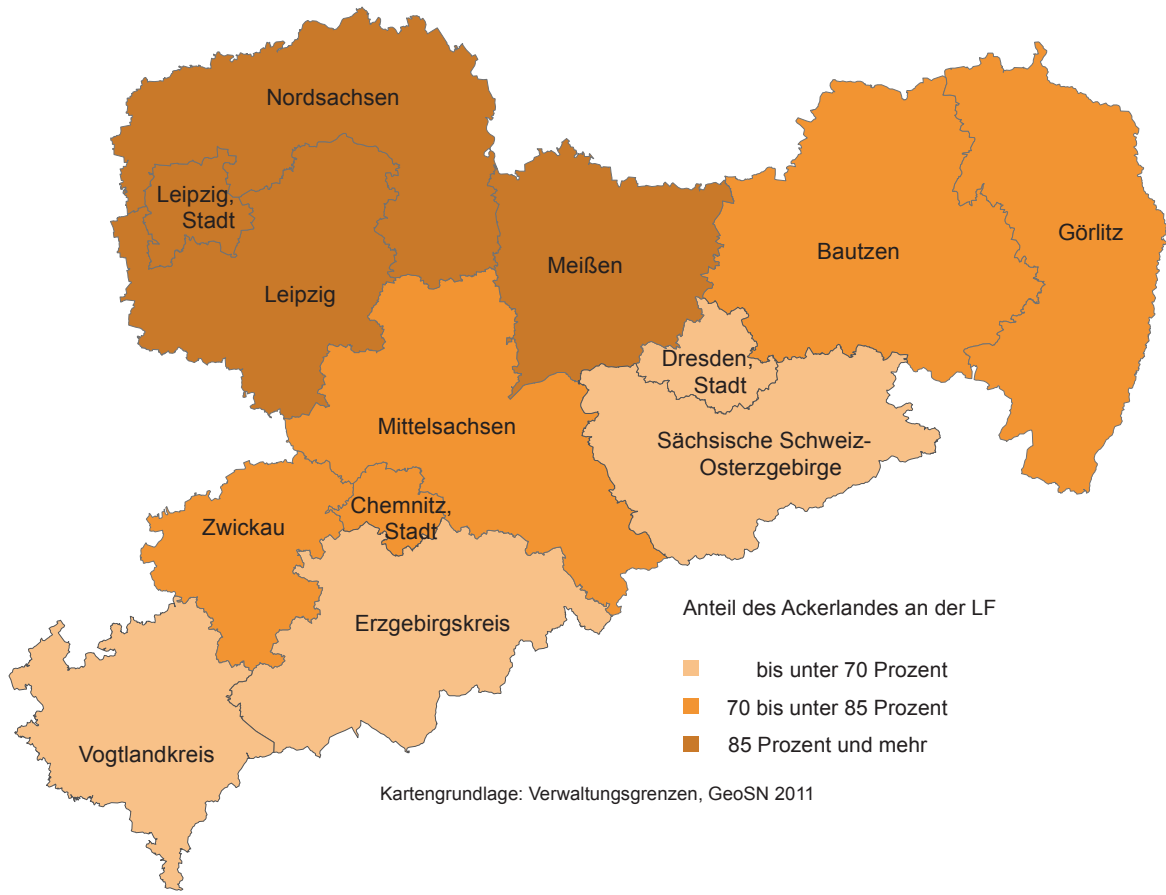 Nordsachsen
Leipzig,
Stadt
Leipzig
Meißen
Bautzen
Görlitz
Dresden,
Stadt
Mittelsachsen
Sächsische Schweiz-
Osterzgebirge
Zwickau
Chemnitz,
Stadt
Erzgebirgskreis
Vogtlandkreis
Anteil des Ackerlandes an der LF
bis unter 70 Prozent
70 bis unter 85 Prozent
85 Prozent und mehr
Kartengrundlage: Verwaltungsgrenzen, GeoSN 2011